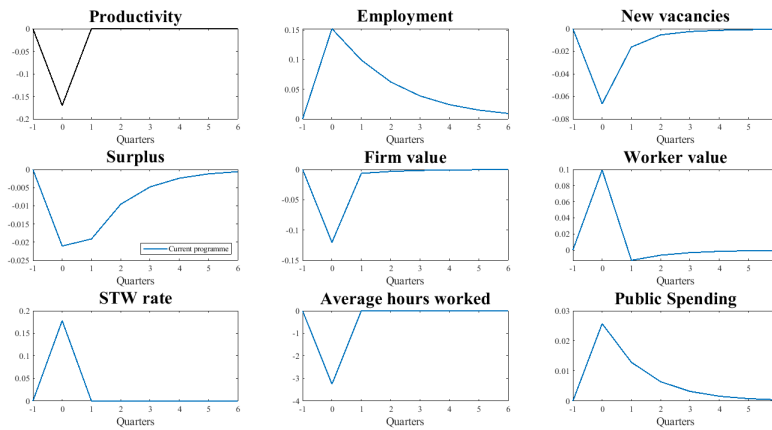 Productivity
0
-0.05
-0.1
-0.15
-0.2
-1 0 1 2 3 4 5 6
Quarters
Employment
0.15
0.1
0.05
0
-1 0 1 2 3 4 5 6
Quarters
New vacancies
0
-0.02
-0.04
-0.06
-0.08
-1 0 1 2 3 4 5
Quarters
Surplus
-0.005
-0.01
-0.015
-0.02
-0.025
Current programme
-1 0 1 2 3 4 5 6
Quarters
Firm value
0
-0.05
-0.1
-0.15
-1 0 1 2 3 4 5 6
Quarters
Worker value
0.1
0.08
0.06
0.04
0.02
0
-1 0 1 2 3 4 5
Quarters
STW rate
0.2
0.15
0.1
0.05
0
-1 0 1 2 3 4 5 6
Quarters
Average hours worked
0
-1
-2
-3
-4
-1 0 1 2 3 4 5 6
Quarters
Public Spending
0.03
0.02
0.01
0
-1 0 1 2 3 4 5
Quarters